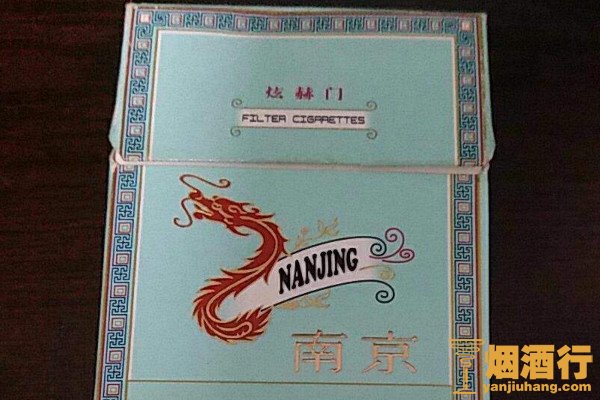 炫赫门
FILTER CIGARETTES
NANJING
南京
烟酒行
yanjiuhang.com